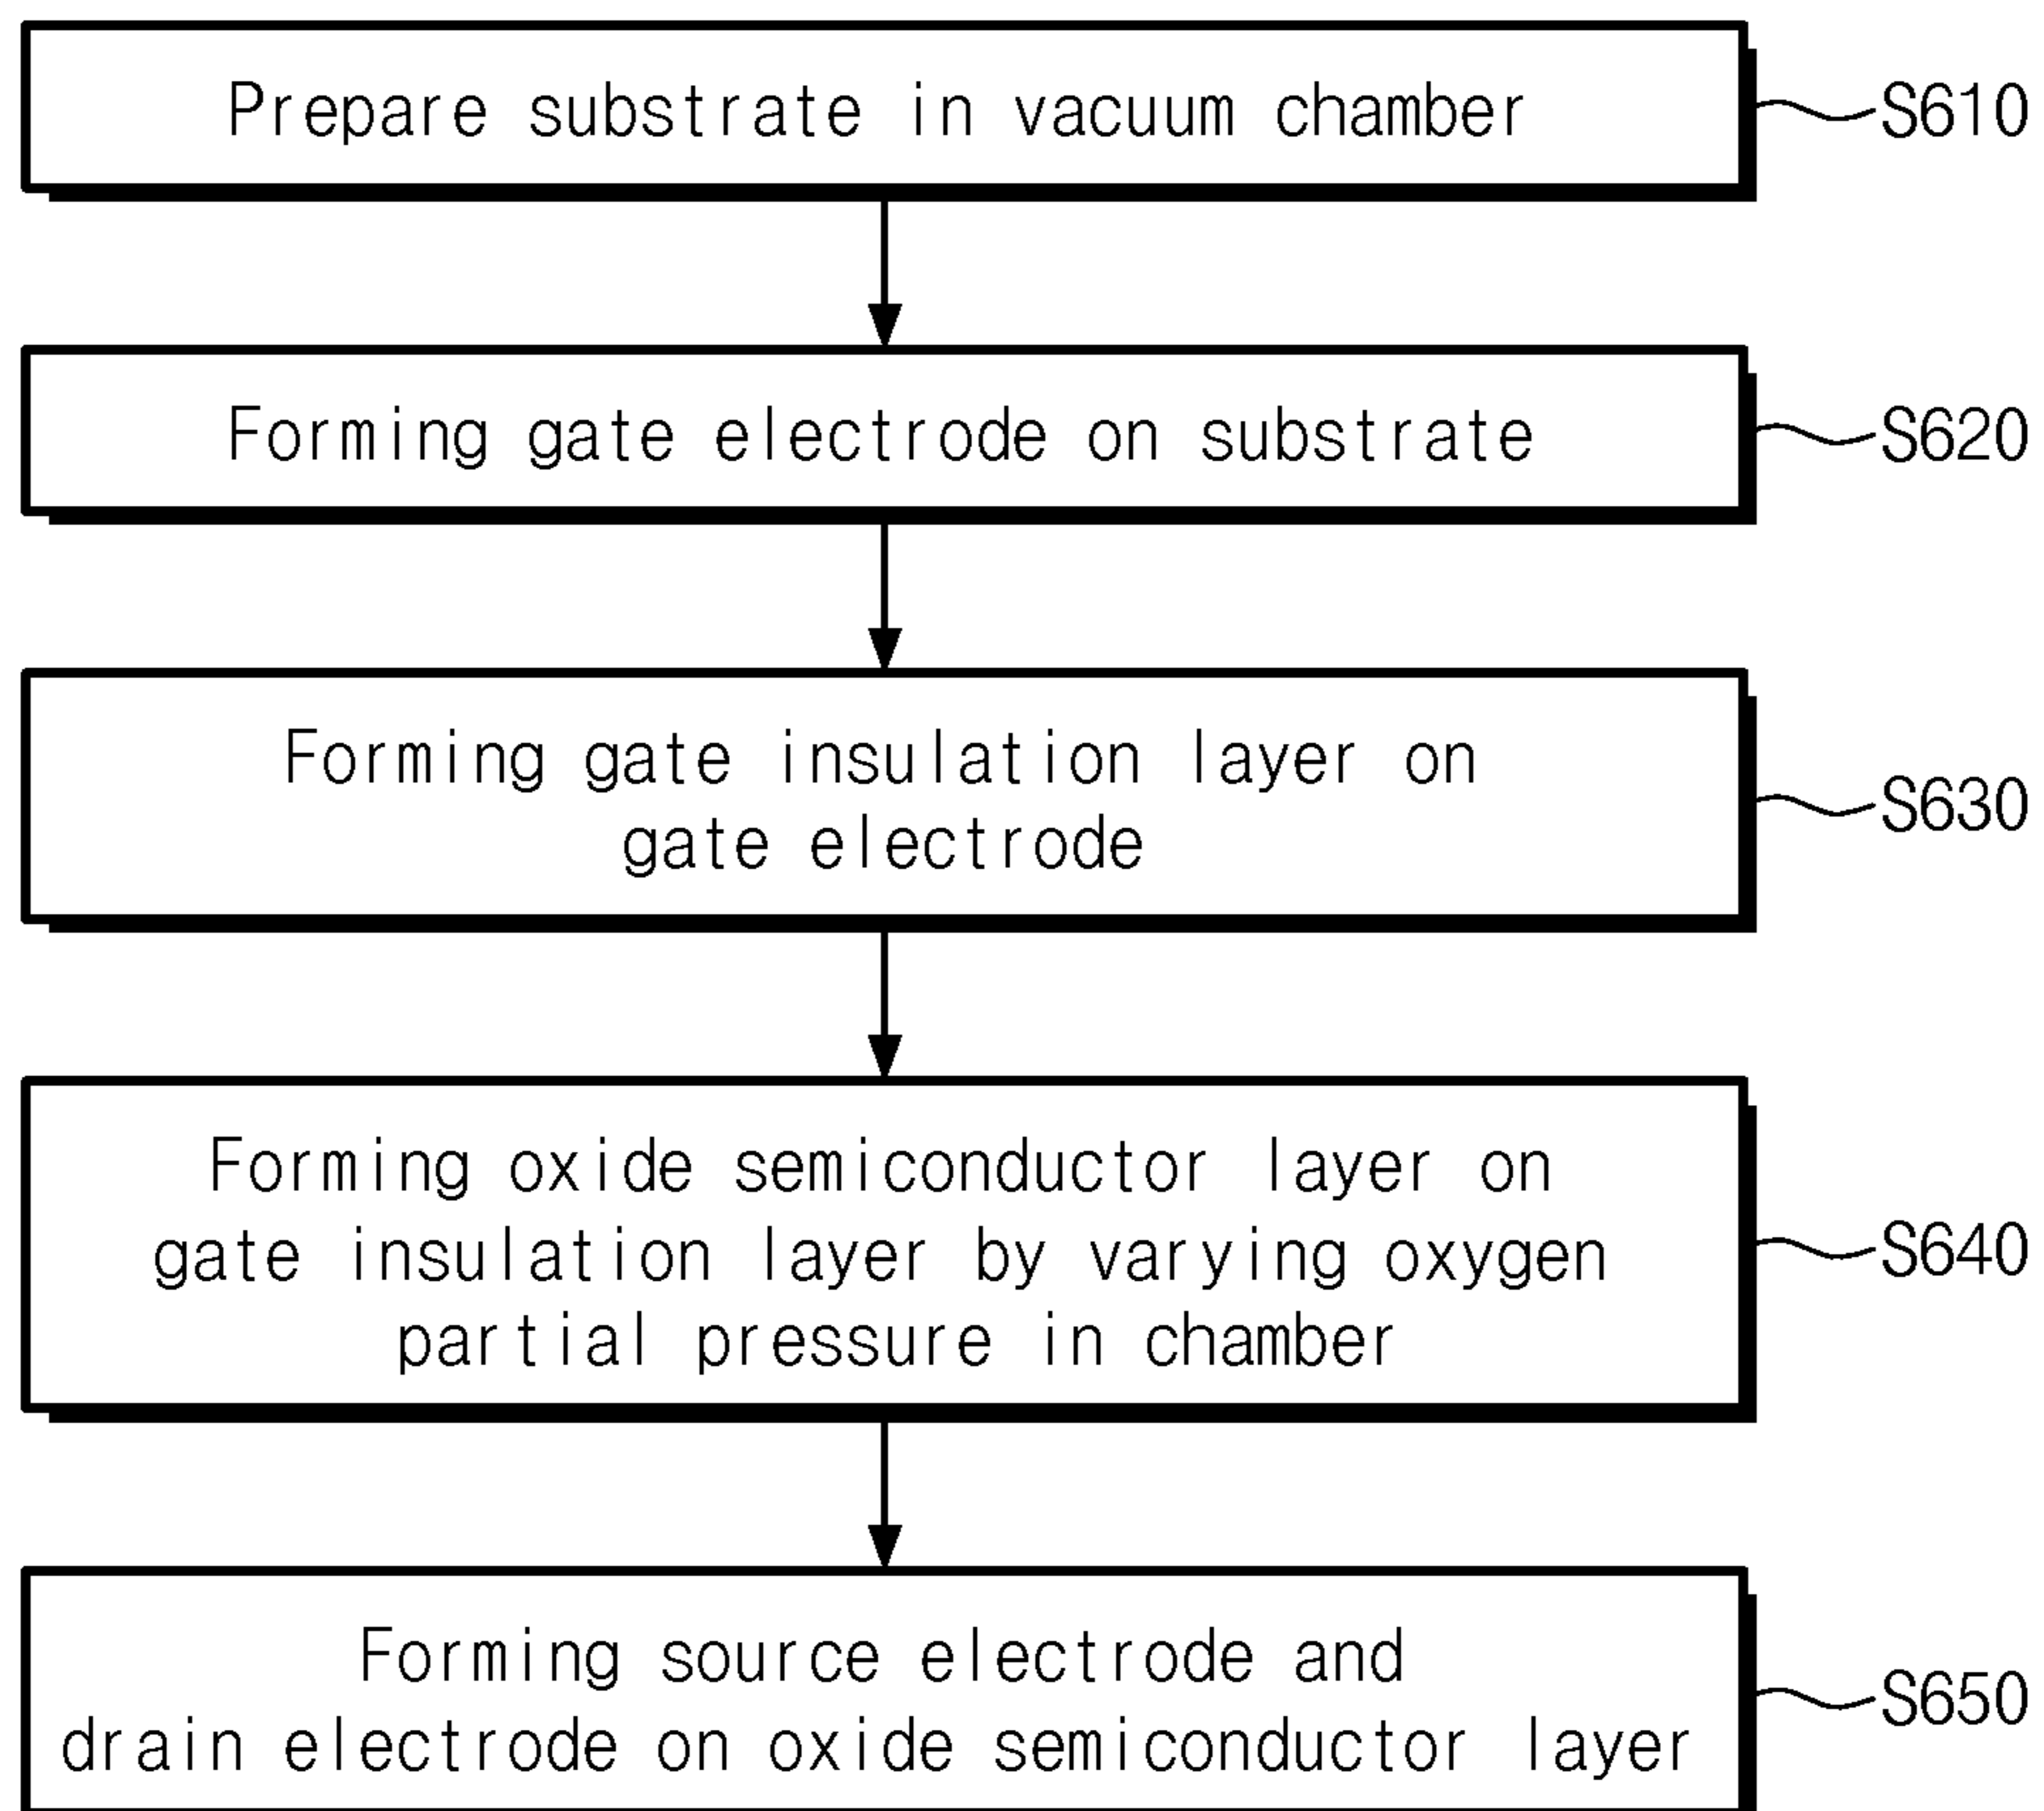 Prepare substrate in vacuum chamber
S610
Forming gate electrode on substrate
S620
Forming gate insulation layer on
gate electrode
S630
Forming oxide semiconductor layer on
gate insulation layer by varying oxygen
partial pressure in chamber
S640
Forming source electrode and
drain electrode on oxide semiconductor layer
S650